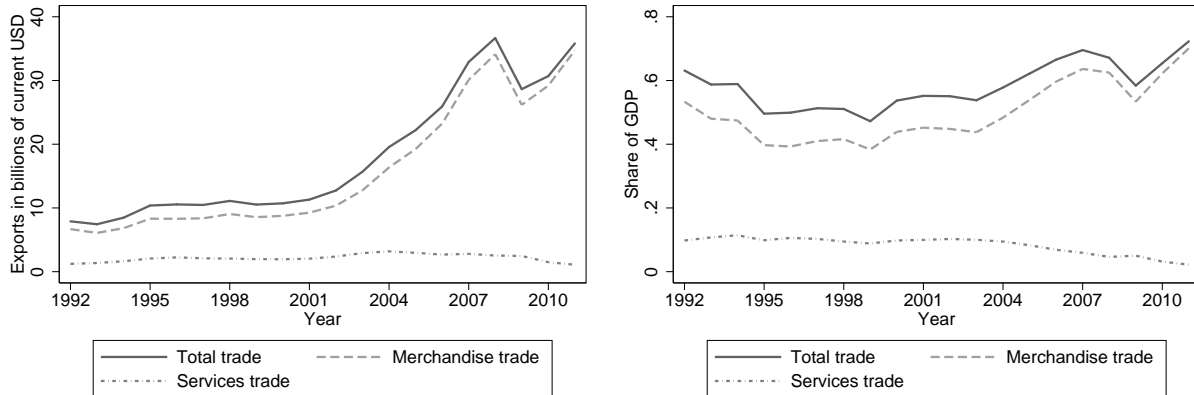 Exports in billions of current USD
40
30
20
10
0
1992 1995 1998 2001 2004 2007 2010
Year
Total trade Merchandise trade
Services trade
Share of GDP
.8
.6
.4
.2
0
1992 1995 1998 2001 2004 2007 2010
Year
Total trade Merchandise trade
Services trade